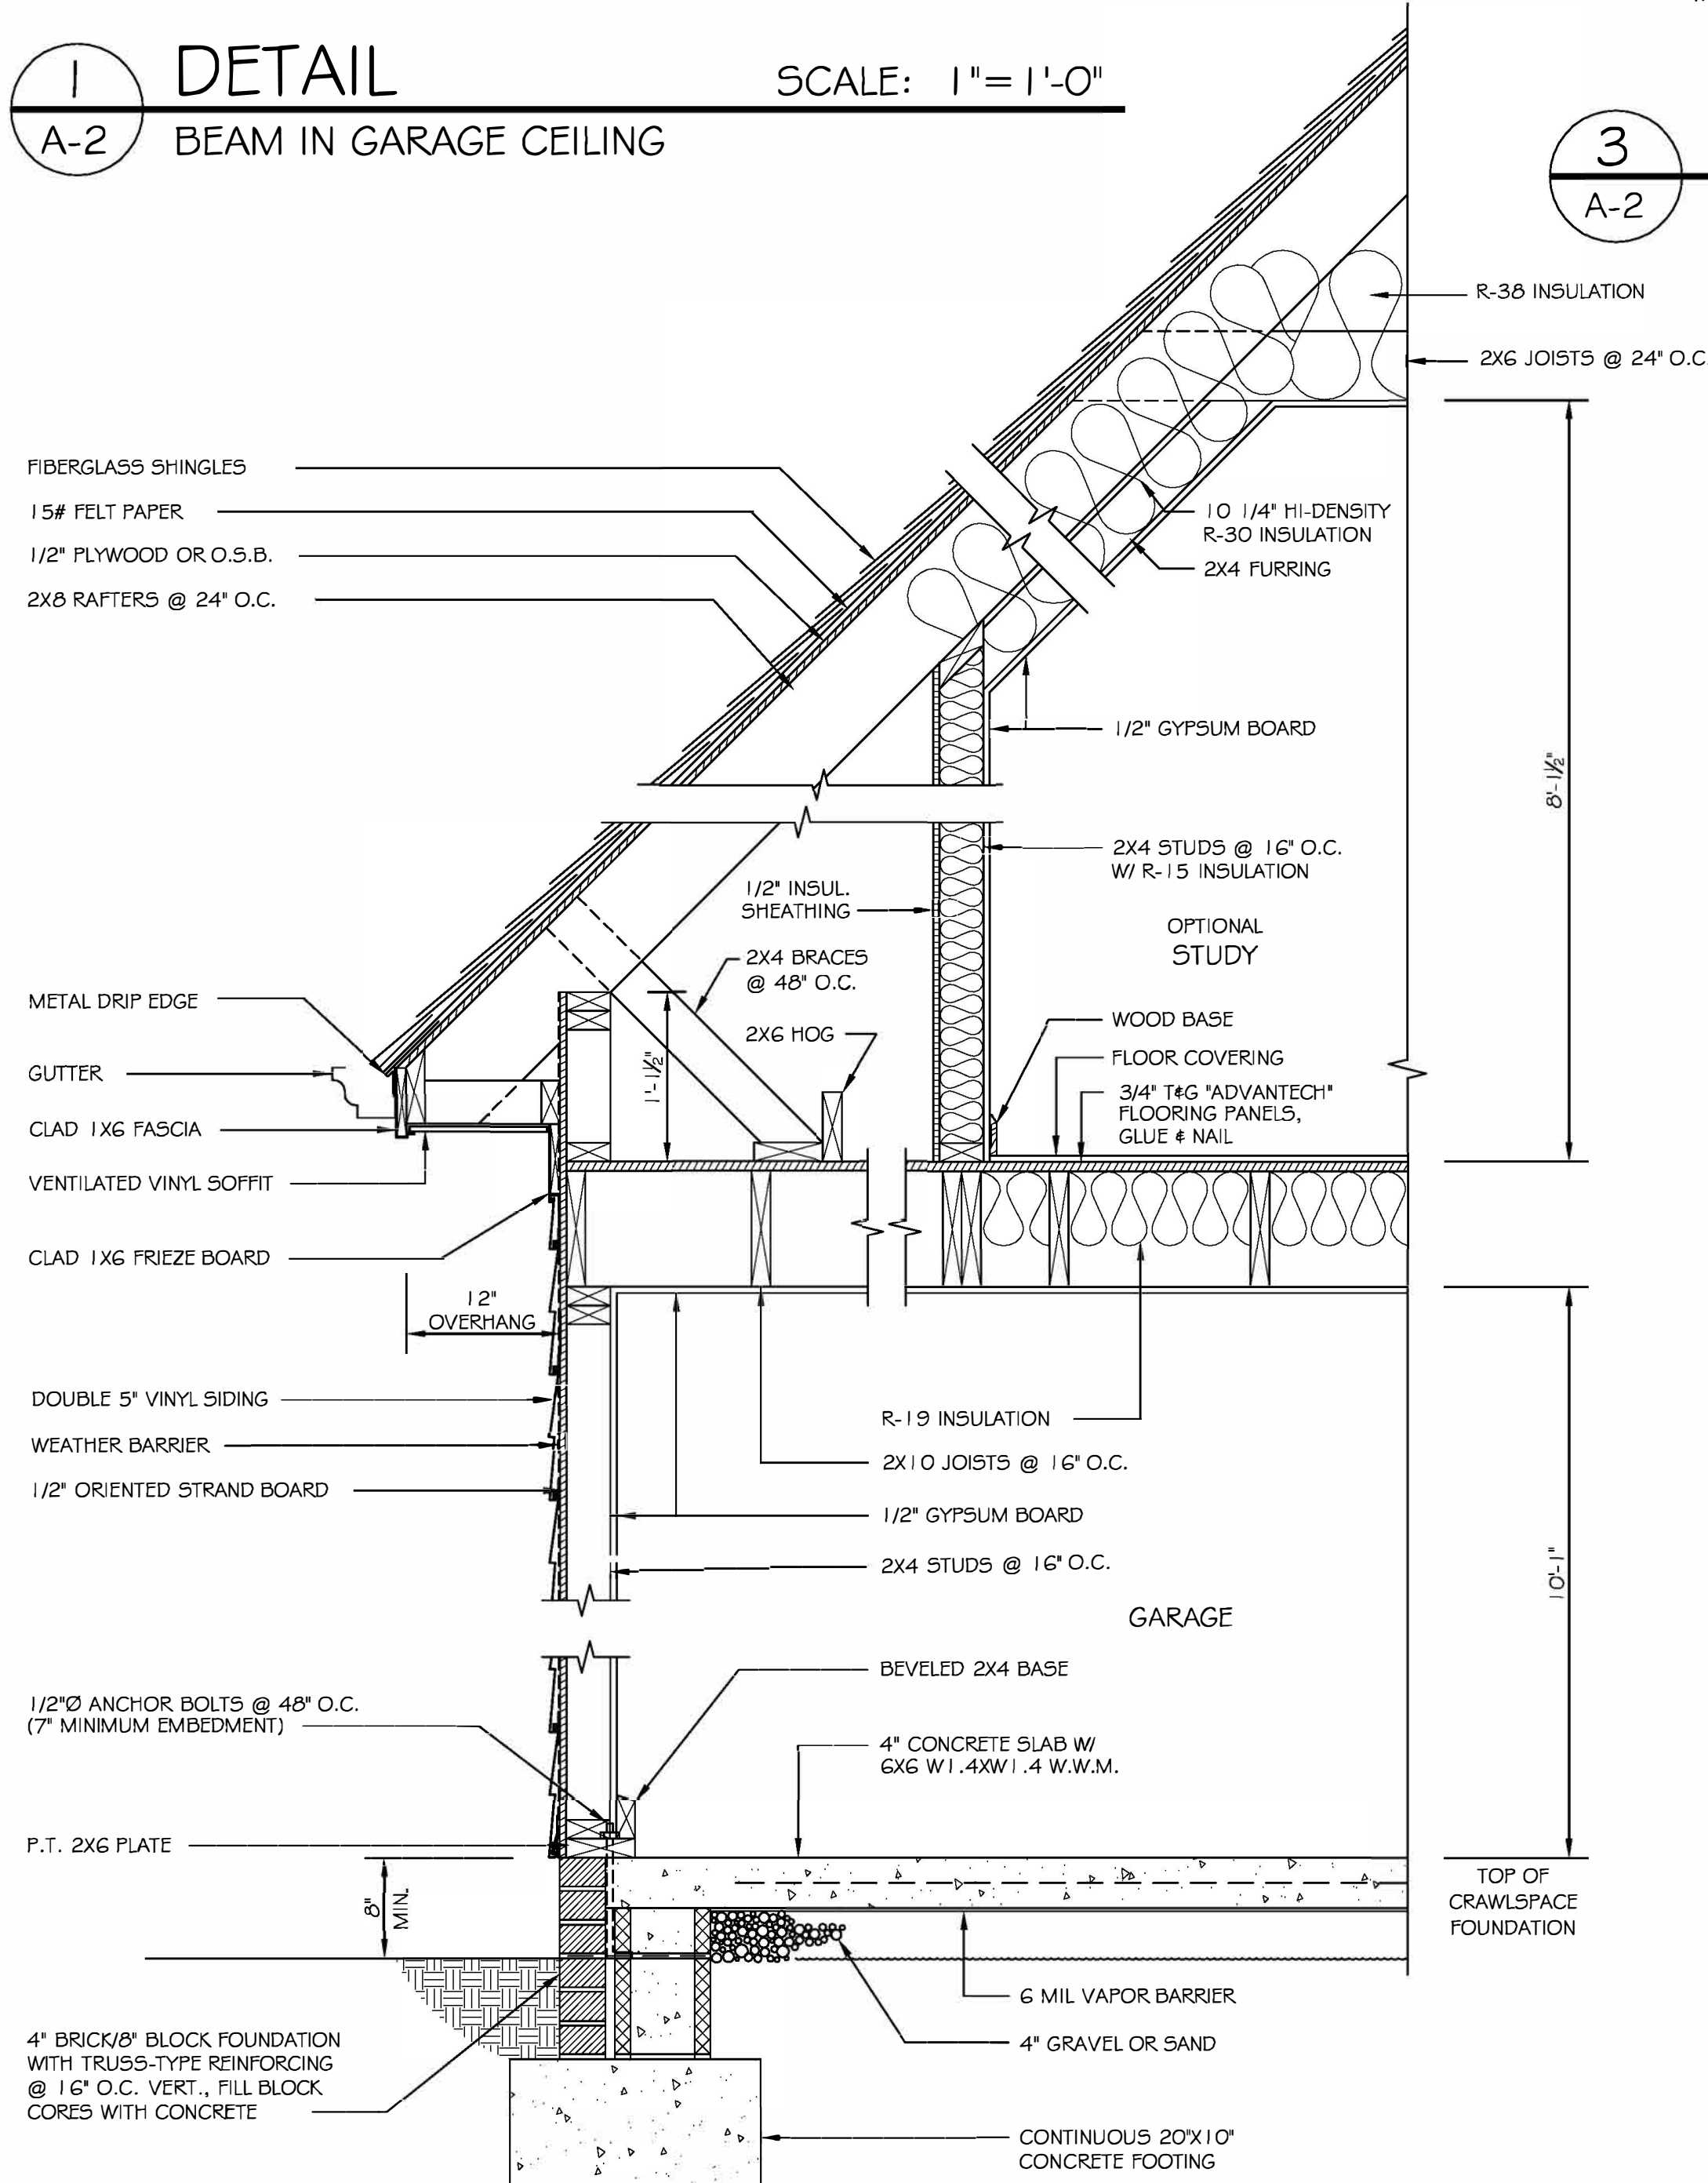 1
A-2
DETAIL
SCALE: 1"= 1'-0"
BEAM IN GARAGE CEILING
3
A-2
R-38 INSULATION
2X6 JOISTS @ 24" O.C.
FIBERGLASS SHINGLES
15# FELT PAPER
1/2" PLYWOOD OR O.S.B.
2X8 RAFTERS @ 24" O.C.
10 1/4" HI-DENSITY
R-30 INSULATION
2X4 FURRING
1/2" GYPSUM BOARD
8'-1½"
2X4 STUDS @ 16" O.C.
W/ R-15 INSULATION
1/2" INSUL.
SHEATHING
OPTIONAL
STUDY
2X4 BRACES
@ 48" O.C.
2X6 HOG
1'-1½"
METAL DRIP EDGE
GUTTER
CLAD 1X6 FASCIA
VENTILATED VINYL SOFFIT
CLAD 1X6 FRIEZE BOARD
WOOD BASE
FLOOR COVERING
3/4" T&G "ADVANTECH"
FLOORING PANELS,
GLUE & NAIL
12"
OVERHANG
DOUBLE 5" VINYL SIDING
WEATHER BARRIER
1/2" ORIENTED STRAND BOARD
R-19 INSULATION
2X10 JOISTS @ 16" O.C.
1/2" GYPSUM BOARD
2X4 STUDS @ 16" O.C.
GARAGE
10'-1"
BEVELED 2X4 BASE
1/2"Ø ANCHOR BOLTS @ 48" O.C.
(7" MINIMUM EMBEDMENT)
4" CONCRETE SLAB W/
6X6 W1.4XW1.4 W.W.M.
P.T. 2X6 PLATE
8"
MIN.
TOP OF
CRAWLSPACE
FOUNDATION
6 MIL VAPOR BARRIER
4" GRAVEL OR SAND
4" BRICK/8" BLOCK FOUNDATION
WITH TRUSS-TYPE REINFORCING
@ 16" O.C. VERT., FILL BLOCK
CORES WITH CONCRETE
CONTINUOUS 20"X10"
CONCRETE FOOTING